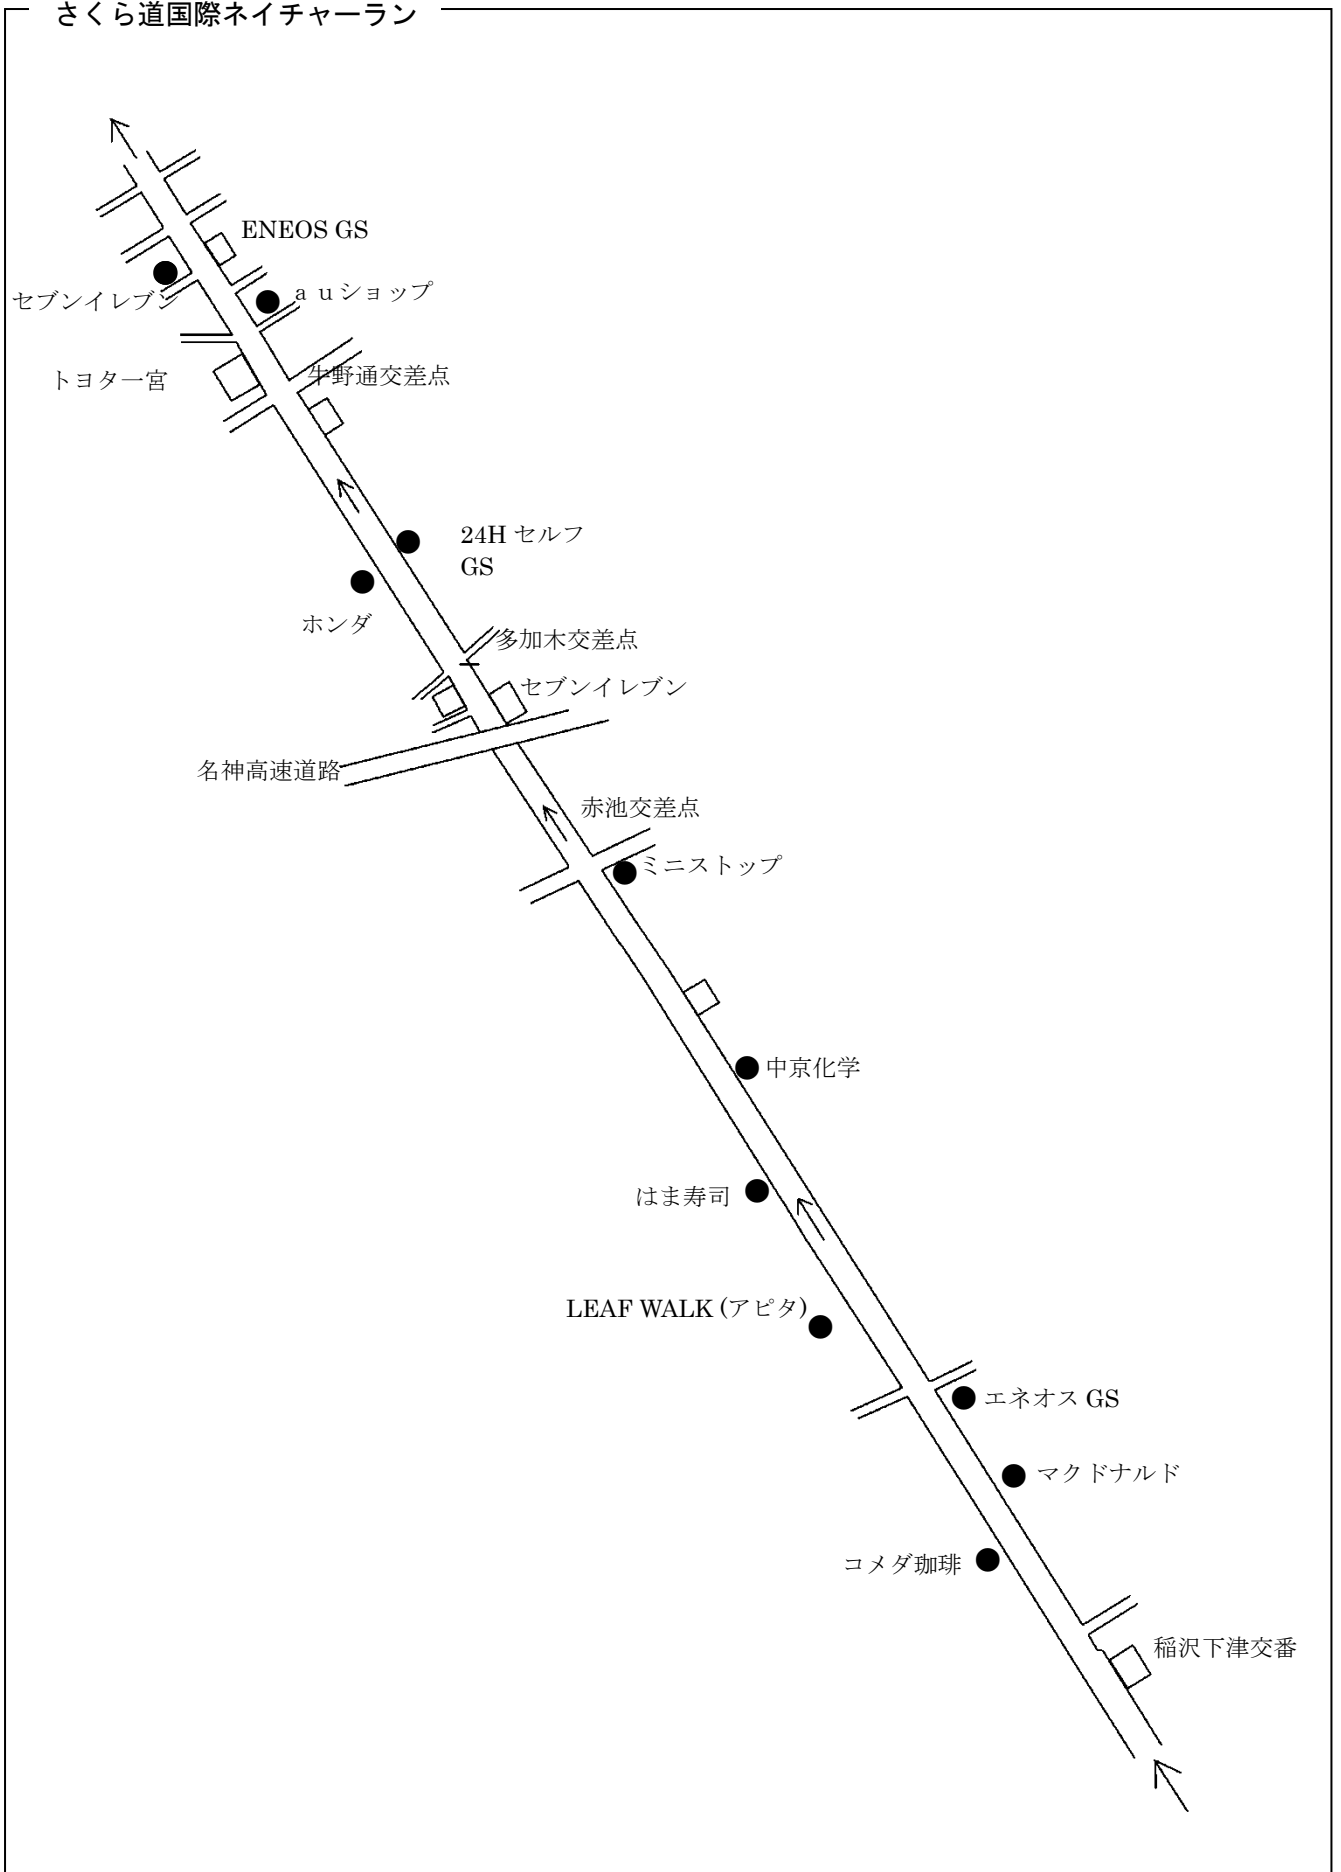 さくら道国際ネイチャーラン
ENEOS GS
セブンイレブン
ａｕショップ
トヨタ一宮
牛野通交差点
24H セルフ
GS
ホンダ
多加木交差点
セブンイレブン
名神高速道路
赤池交差点
ミニストップ
中京化学
はま寿司
LEAF WALK (アピタ)
エネオス GS
マクドナルド
コメダ珈琲
稲沢下津交番